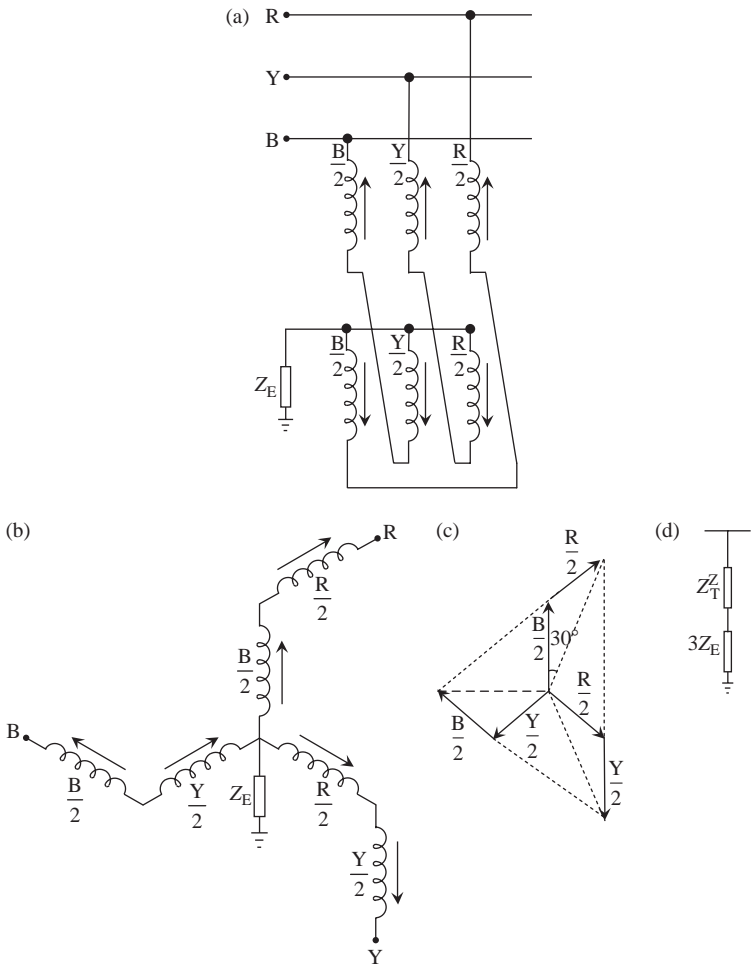 (a)
R
Y
B
B/2 Y/2 R/2
B/2 Y/2 R/2
Z_E
(b)
R
R/2
B/2
B
B/2
Y/2
Z_E
R/2
Y/2
Y
(c)
R/2
B/2
30°
R/2
B/2
Y/2
Y/2
(d)
Z_T^Z
3Z_E